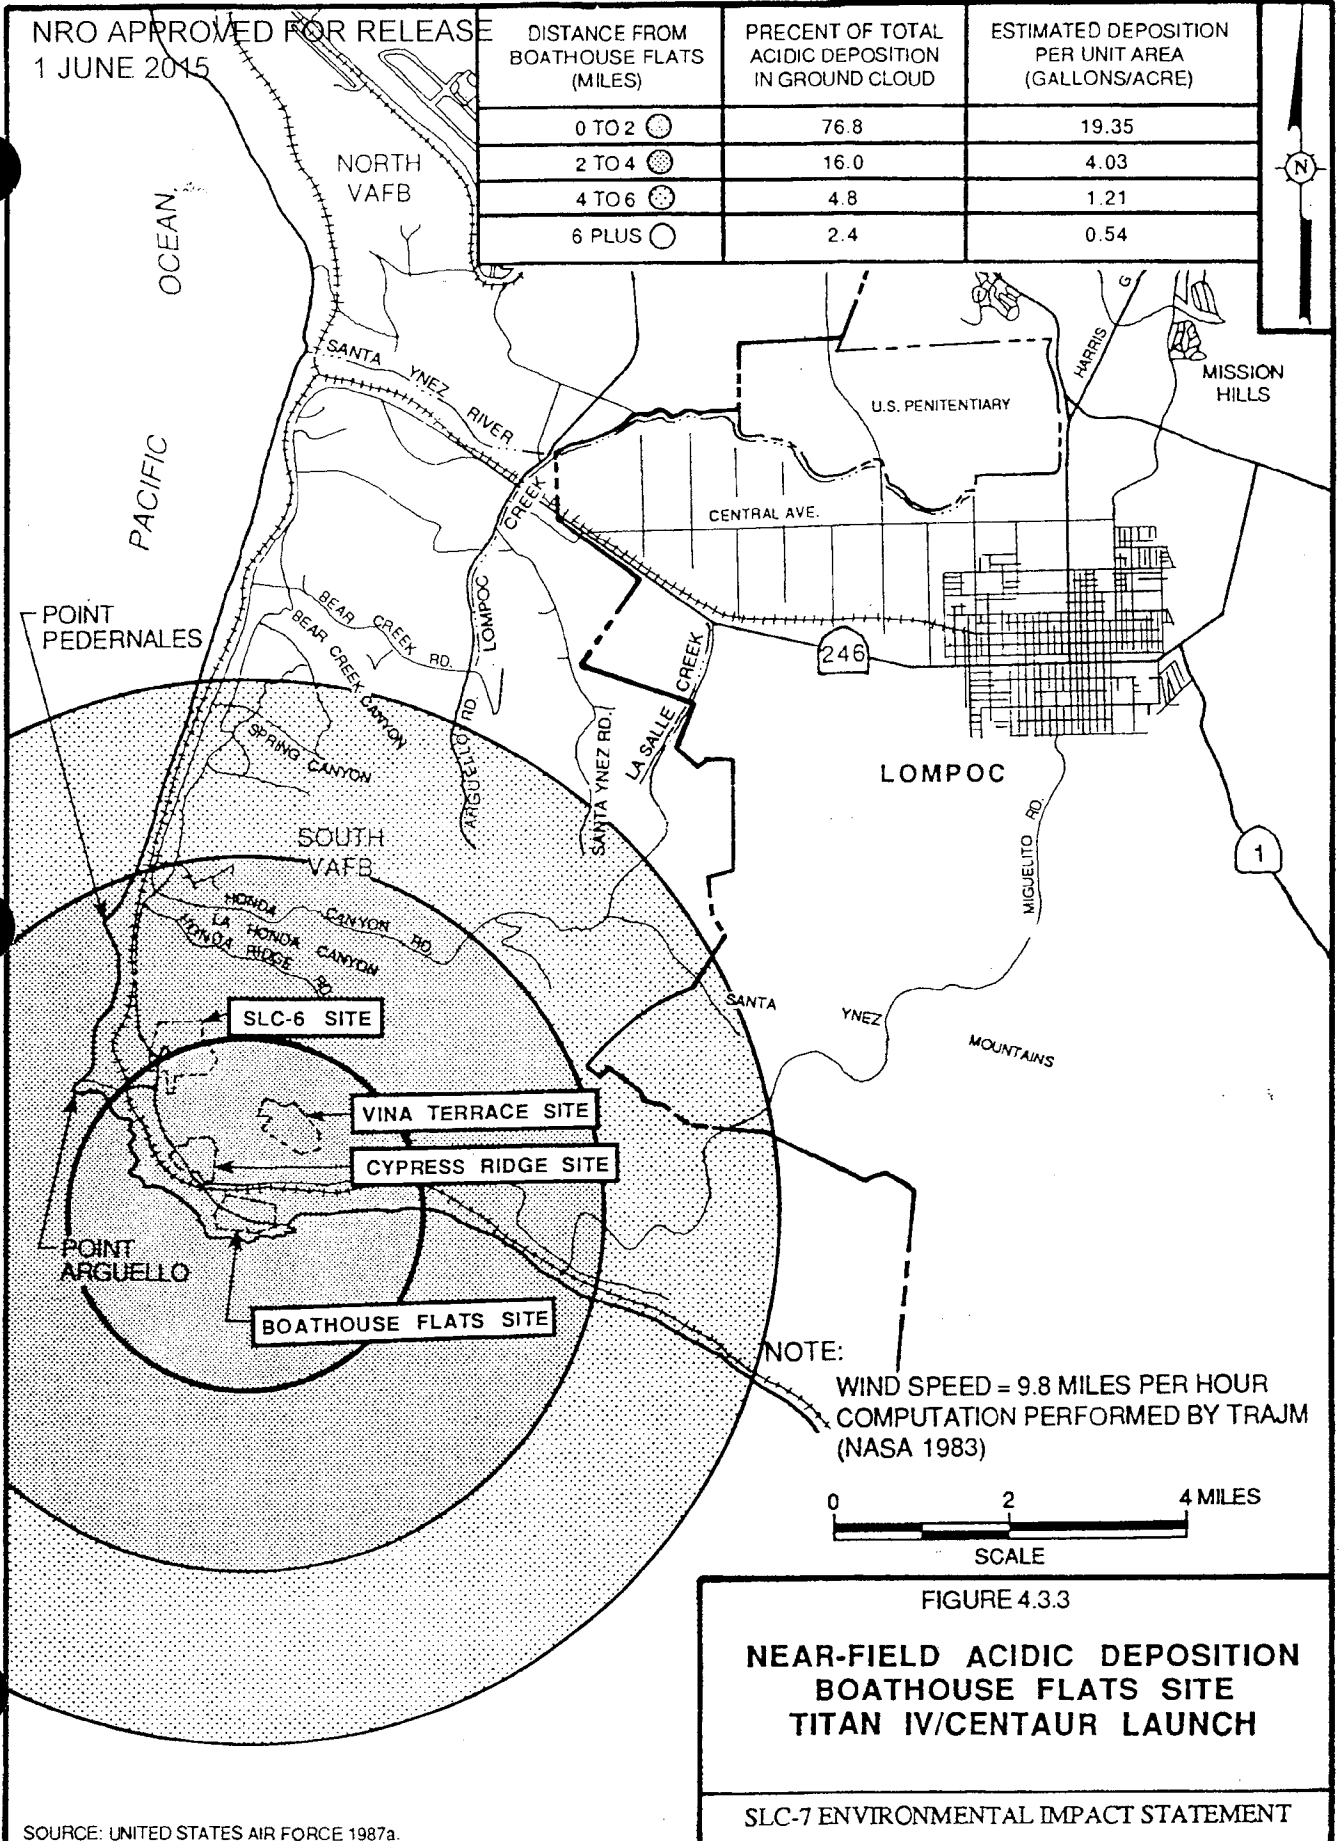 NRO APPROVED FOR RELEASE
1 JUNE 2015
DISTANCE FROM
BOATHOUSE FLATS
(MILES)
PRECENT OF TOTAL
ACIDIC DEPOSITION
IN GROUND CLOUD
ESTIMATED DEPOSITION
PER UNIT AREA
(GALLONS/ACRE)
0 TO 2 76.8 19.35
2 TO 4 16.0 4.03
4 TO 6 4.8 1.21
6 PLUS 2.4 0.54
N
NORTH
VAFB
PACIFIC OCEAN
SANTA YNEZ RIVER
HARRIS G
MISSION
HILLS
U.S. PENITENTIARY
CENTRAL AVE.
LOMPOC CREEK
POINT
PEDERNALES
BEAR CREEK RD.
BEAR CREEK CANYON
246
LA SALLE CREEK
SPRING CANYON
ARGUELLO RD.
SANTA YNEZ RD.
LOMPOC
MIGUELITO RD.
1
SOUTH
VAFB
HONDA CANYON RD.
LA HONDA CANYON
HONDA RIDGE RD.
SANTA YNEZ MOUNTAINS
SLC-6 SITE
VINA TERRACE SITE
CYPRESS RIDGE SITE
POINT
ARGUELLO
BOATHOUSE FLATS SITE
NOTE:
WIND SPEED = 9.8 MILES PER HOUR
COMPUTATION PERFORMED BY TRAJM
(NASA 1983)
0 2 4 MILES
SCALE
FIGURE 4.3.3
NEAR-FIELD ACIDIC DEPOSITION
BOATHOUSE FLATS SITE
TITAN IV/CENTAUR LAUNCH
SLC-7 ENVIRONMENTAL IMPACT STATEMENT
SOURCE: UNITED STATES AIR FORCE 1987a.